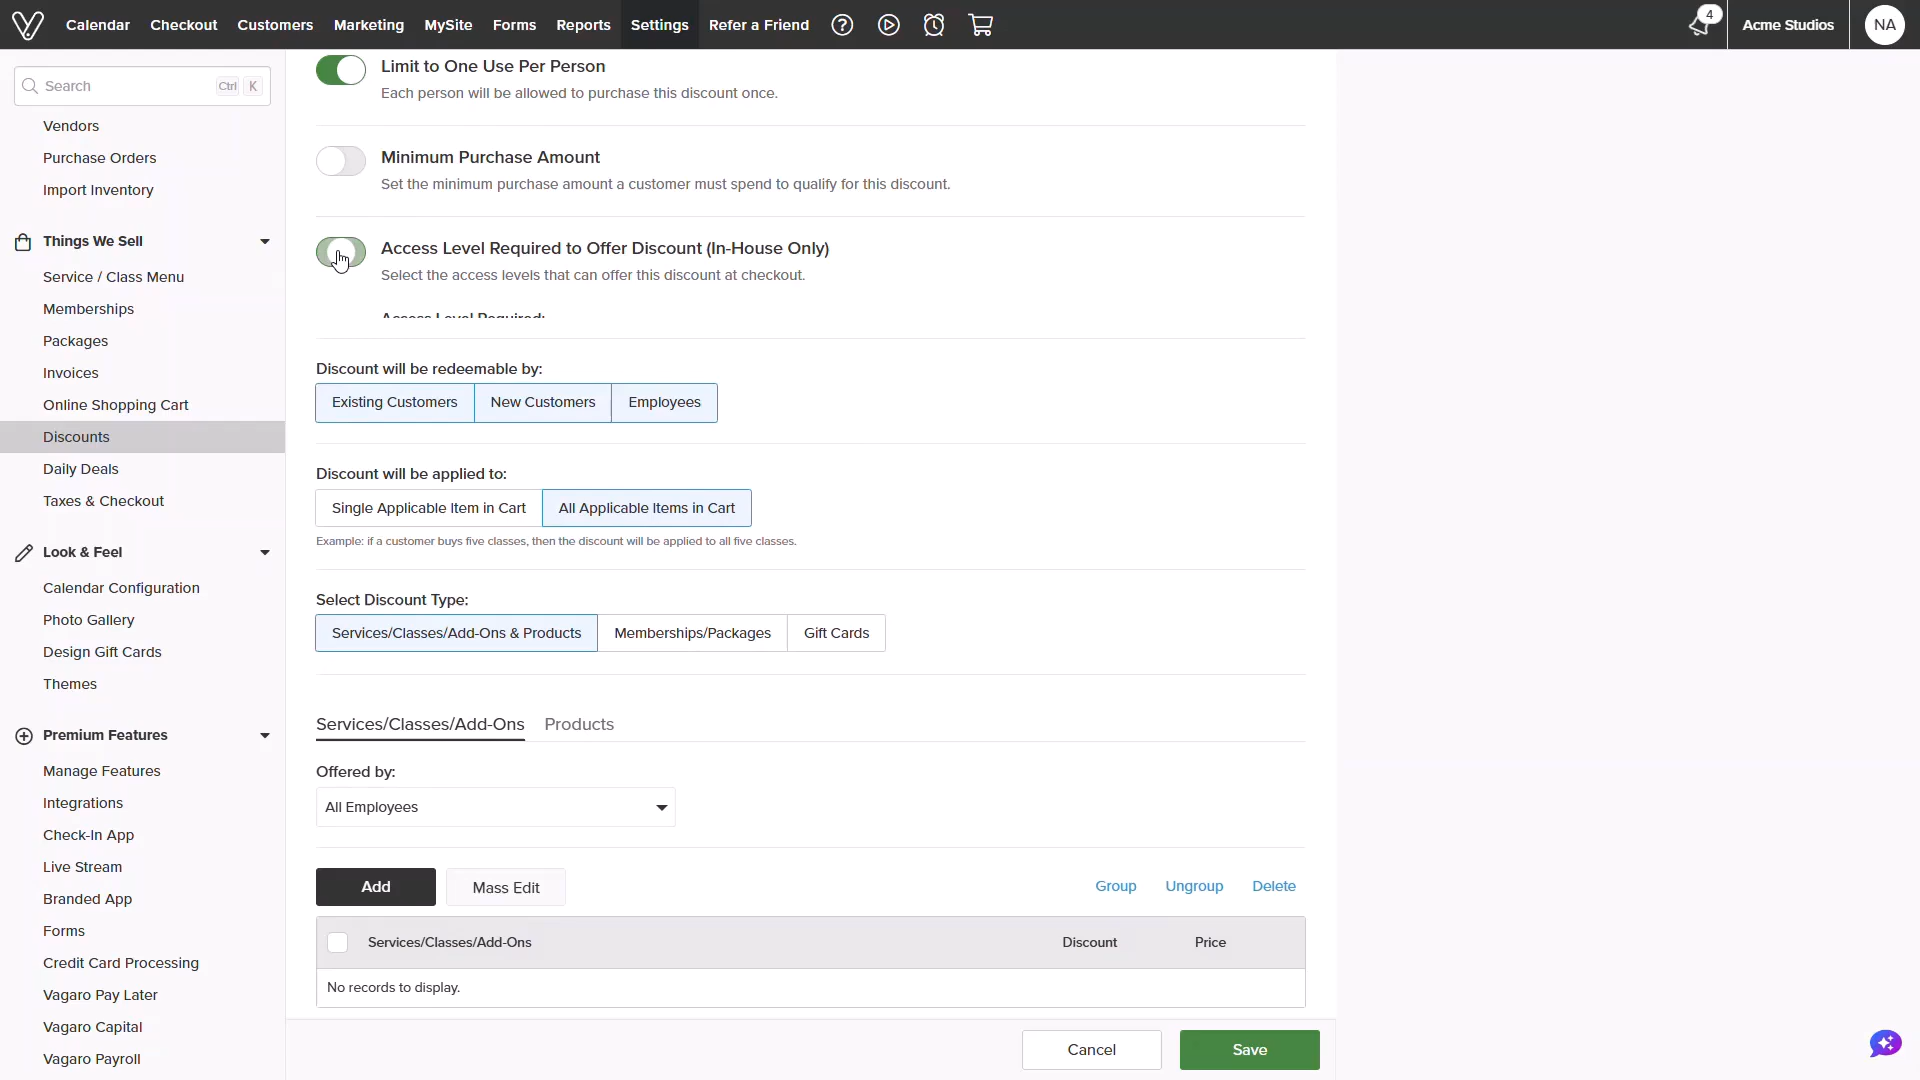 Calendar Checkout Customers Marketing MySite Forms Reports Settings Refer a Friend
4
Acme Studios
NA
Search Ctrl K
Vendors
Purchase Orders
Import Inventory
Things We Sell
Service / Class Menu
Memberships
Packages
Invoices
Online Shopping Cart
Discounts
Daily Deals
Taxes & Checkout
Look & Feel
Calendar Configuration
Photo Gallery
Design Gift Cards
Themes
Premium Features
Manage Features
Integrations
Check-In App
Live Stream
Branded App
Forms
Credit Card Processing
Vagaro Pay Later
Vagaro Capital
Vagaro Payroll
Limit to One Use Per Person
Each person will be allowed to purchase this discount once.
Minimum Purchase Amount
Set the minimum purchase amount a customer must spend to qualify for this discount.
Access Level Required to Offer Discount (In-House Only)
Select the access levels that can offer this discount at checkout.
Access Level Required:
Discount will be redeemable by:
Existing Customers New Customers Employees
Discount will be applied to:
Single Applicable Item in Cart All Applicable Items in Cart
Example: if a customer buys five classes, then the discount will be applied to all five classes.
Select Discount Type:
Services/Classes/Add-Ons & Products Memberships/Packages Gift Cards
Services/Classes/Add-Ons Products
Offered by:
All Employees
Add Mass Edit Group Ungroup Delete
Services/Classes/Add-Ons Discount Price
No records to display.
Cancel Save